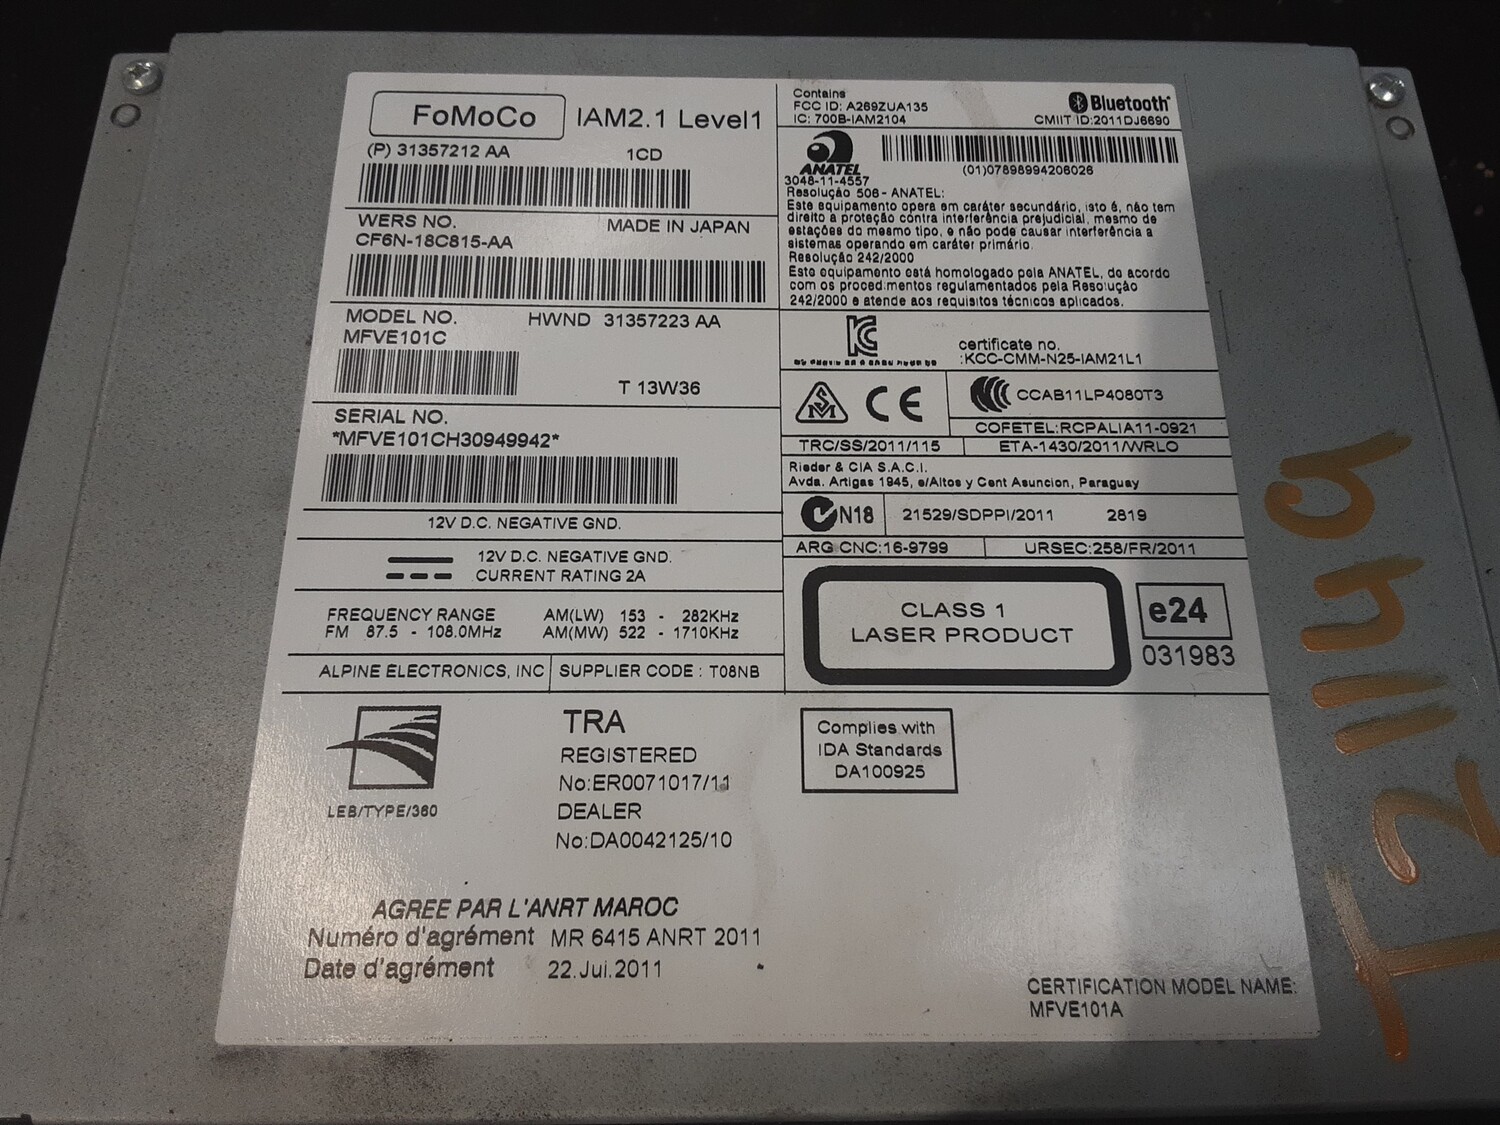 FoMoCo IAM2.1 Level1
(P) 31357212 AA 1CD
WERS NO. MADE IN JAPAN
CF6N-18C815-AA
MODEL NO. HWND 31357223 AA
MFVE101C
T 13W36
SERIAL NO.
*MFVE101CH30949942*
12V D.C. NEGATIVE GND.
12V D.C. NEGATIVE GND.
CURRENT RATING 2A
FREQUENCY RANGE AM(LW) 153 - 282KHz
FM 87.5 - 108.0MHz AM(MW) 522 - 1710KHz
ALPINE ELECTRONICS, INC SUPPLIER CODE : T08NB
Contains
FCC ID: A269ZUA135
IC: 700B-IAM2104
Bluetooth
CMIIT ID:2011DJ6690
ANATEL
3048-11-4557
(01)07898994206026
Resolução 506 - ANATEL:
Este equipamento opera em caráter secundário, isto é, não tem
direito a proteção contra interferência prejudicial, mesmo de
estações do mesmo tipo, e não pode causar interferência a
sistemas operando em caráter primário.
Resolução 242/2000
Este equipamento está homologado pela ANATEL, de acordo
com os procedimentos regulamentados pela Resolução
242/2000 e atende aos requisitos técnicos aplicados.
certificate no.
:KCC-CMM-N25-IAM21L1
SM CE CCAB11LP4080T3
COFETEL:RCPALIA11-0921
TRC/SS/2011/115 ETA-1430/2011/WRLO
Rieder & CIA S.A.C.I.
Avda. Artigas 1945, e/Altos y Cent Asuncion, Paraguay
N18 21529/SDPPI/2011 2819
ARG CNC:16-9799 URSEC:258/FR/2011
CLASS 1
LASER PRODUCT
e24
031983
LEB/TYPE/360
TRA
REGISTERED
No:ER0071017/11
DEALER
No:DA0042125/10
Complies with
IDA Standards
DA100925
AGREE PAR L'ANRT MAROC
Numéro d'agrément MR 6415 ANRT 2011
Date d'agrément 22.Jui.2011
CERTIFICATION MODEL NAME:
MFVE101A